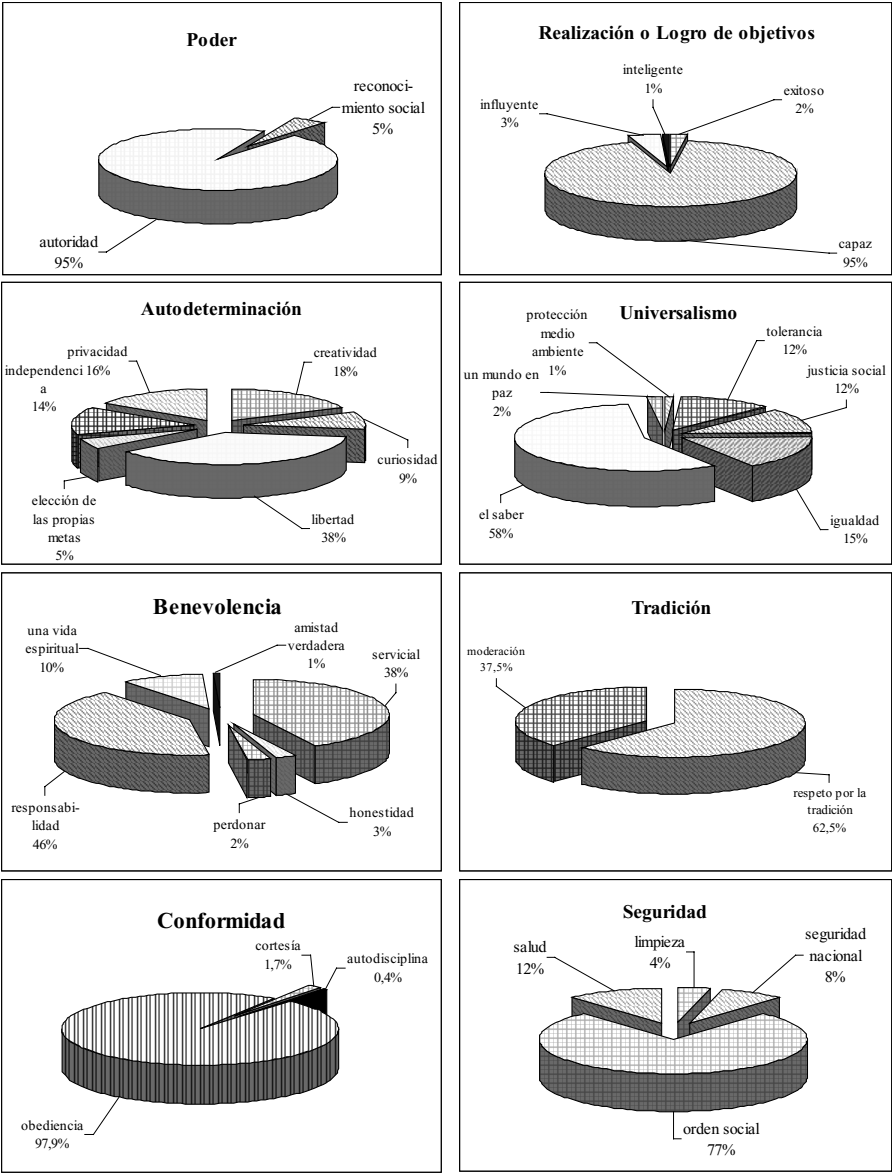 Poder
reconoci-
miento social
5%
autoridad
95%
Realización o Logro de objetivos
inteligente
1%
exitoso
2%
influyente
3%
capaz
95%
Autodeterminación
privacidad
16%
creatividad
18%
independenci
a
14%
curiosidad
9%
elección de
las propias
metas
5%
libertad
38%
Universalismo
protección
medio
ambiente
1%
tolerancia
12%
un mundo en
paz
2%
justicia social
12%
el saber
58%
igualdad
15%
Benevolencia
una vida
espiritual
10%
amistad
verdadera
1%
servicial
38%
responsabi-
lidad
46%
perdonar
2%
honestidad
3%
Tradición
moderación
37,5%
respeto por la
tradición
62,5%
Conformidad
cortesía
1,7%
autodisciplina
0,4%
obediencia
97,9%
Seguridad
salud
12%
limpieza
4%
seguridad
nacional
8%
orden social
77%